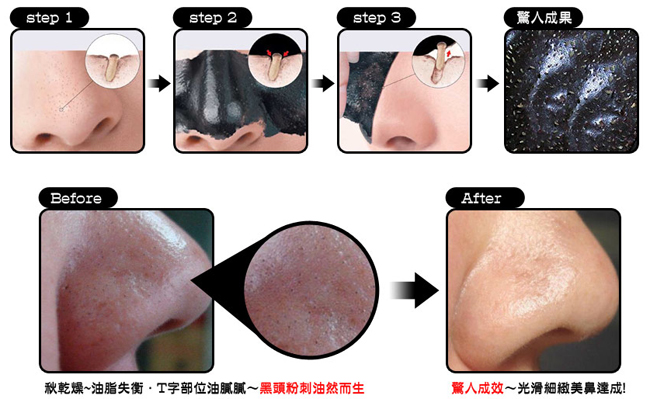 step 1
step 2
step 3
驚人成果
Before
After
秋乾燥~油脂失衡．T字部位油膩膩～黑頭粉刺油然而生
驚人成效～光滑細緻美鼻達成!